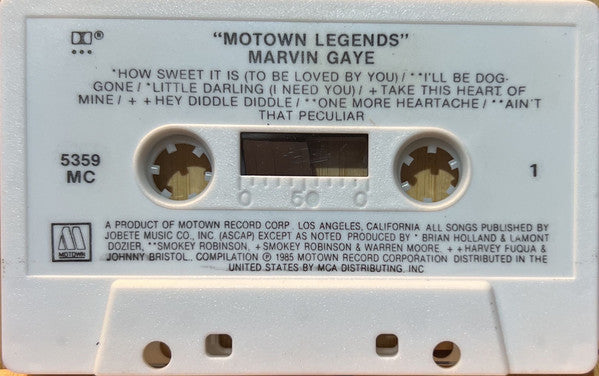 "MOTOWN LEGENDS"
MARVIN GAYE
*HOW SWEET IT IS (TO BE LOVED BY YOU) / **I'LL BE DOG-
GONE / *LITTLE DARLING (I NEED YOU) / +TAKE THIS HEART OF
MINE / + +HEY DIDDLE DIDDLE / **ONE MORE HEARTACHE / **AIN'T
THAT PECULIAR
5359
MC
1
0 50 0
M
MOTOWN
A PRODUCT OF MOTOWN RECORD CORP. LOS ANGELES, CALIFORNIA. ALL SONGS PUBLISHED BY
JOBETE MUSIC CO., INC (ASCAP) EXCEPT AS NOTED. PRODUCED BY * BRIAN HOLLAND & LAMONT
DOZIER, **SMOKEY ROBINSON, +SMOKEY ROBINSON & WARREN MOORE, ++HARVEY FUQUA &
JOHNNY BRISTOL. COMPILATION ℗ 1985 MOTOWN RECORD CORPORATION. DISTRIBUTED IN THE
UNITED STATES BY MCA DISTRIBUTING, INC